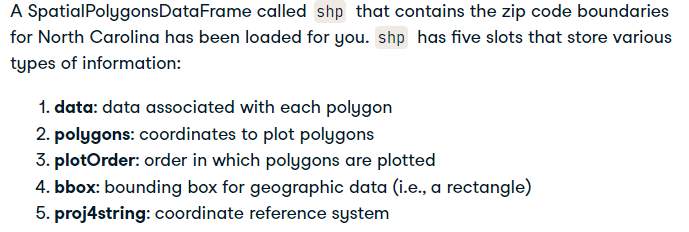 A SpatialPolygonsDataFrame called shp that contains the zip code boundaries
for North Carolina has been loaded for you. shp has five slots that store various
types of information:
1. data: data associated with each polygon
2. polygons: coordinates to plot polygons
3. plotOrder: order in which polygons are plotted
4. bbox: bounding box for geographic data (i.e., a rectangle)
5. proj4string: coordinate reference system